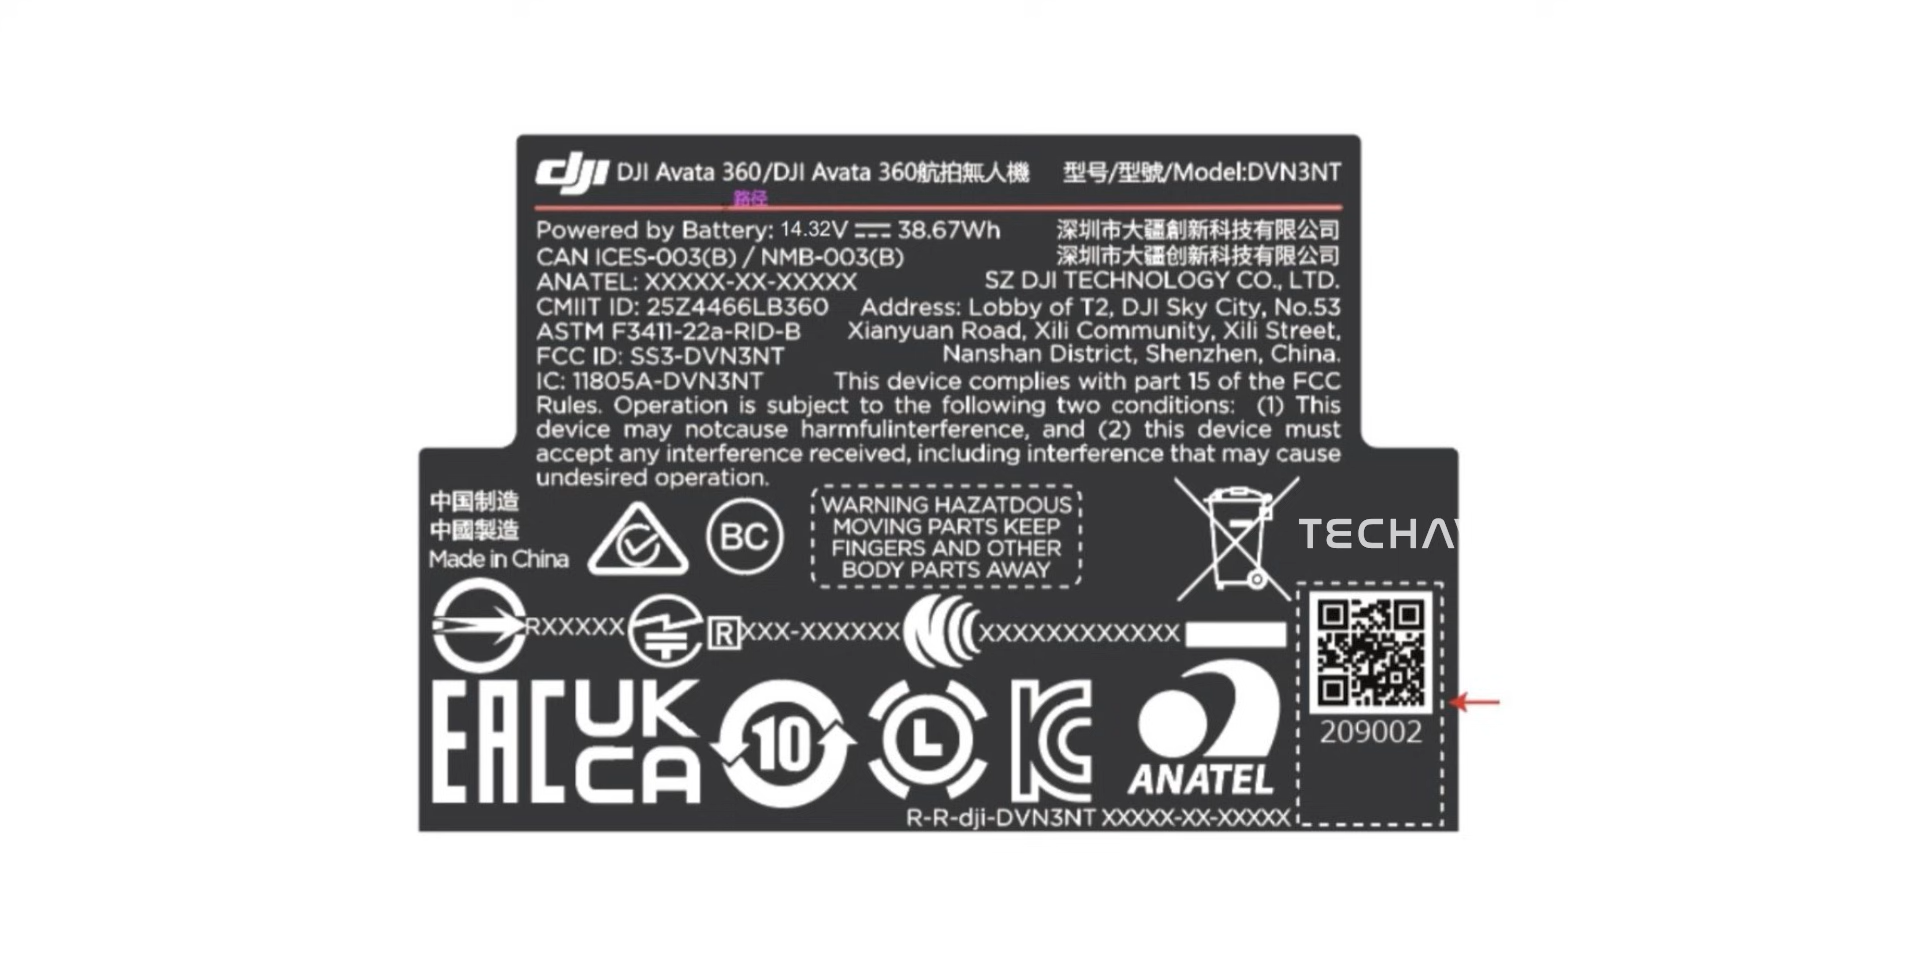 dji DJI Avata 360/DJI Avata 360航拍無人機 型号/型號/Model:DVN3NT
路径
Powered by Battery: 14.32V 38.67Wh
深圳市大疆創新科技有限公司
CAN ICES-003(B) / NMB-003(B)
深圳市大疆创新科技有限公司
ANATEL: XXXXX-XX-XXXXX
SZ DJI TECHNOLOGY CO., LTD.
CMIIT ID: 25Z4466LB360
Address: Lobby of T2, DJI Sky City, No.53
ASTM F3411-22a-RID-B
Xianyuan Road, Xili Community, Xili Street,
FCC ID: SS3-DVN3NT
Nanshan District, Shenzhen, China.
IC: 11805A-DVN3NT
This device complies with part 15 of the FCC
Rules. Operation is subject to the following two conditions: (1) This
device may notcause harmfulinterference, and (2) this device must
accept any interference received, including interference that may cause
undesired operation.
中国制造
中國製造
Made in China
BC
WARNING HAZATDOUS
MOVING PARTS KEEP
FINGERS AND OTHER
BODY PARTS AWAY
TECHAV
RXXXXX
R XXX-XXXXXX
XXXXXXXXXXXX
EAC
UK
CA
10
L
KC
ANATEL
209002
R-R-dji-DVN3NT XXXXX-XX-XXXXX